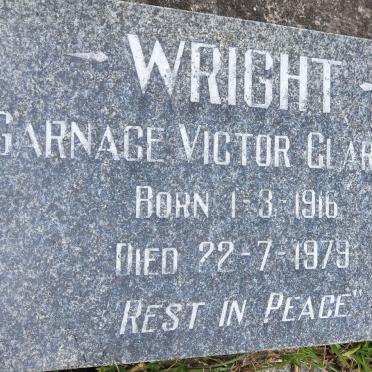 WRIGHT
GARNAGE VICTOR CLAR
BORN 1-3-1916
DIED 22-7-1979
REST IN PEACE"